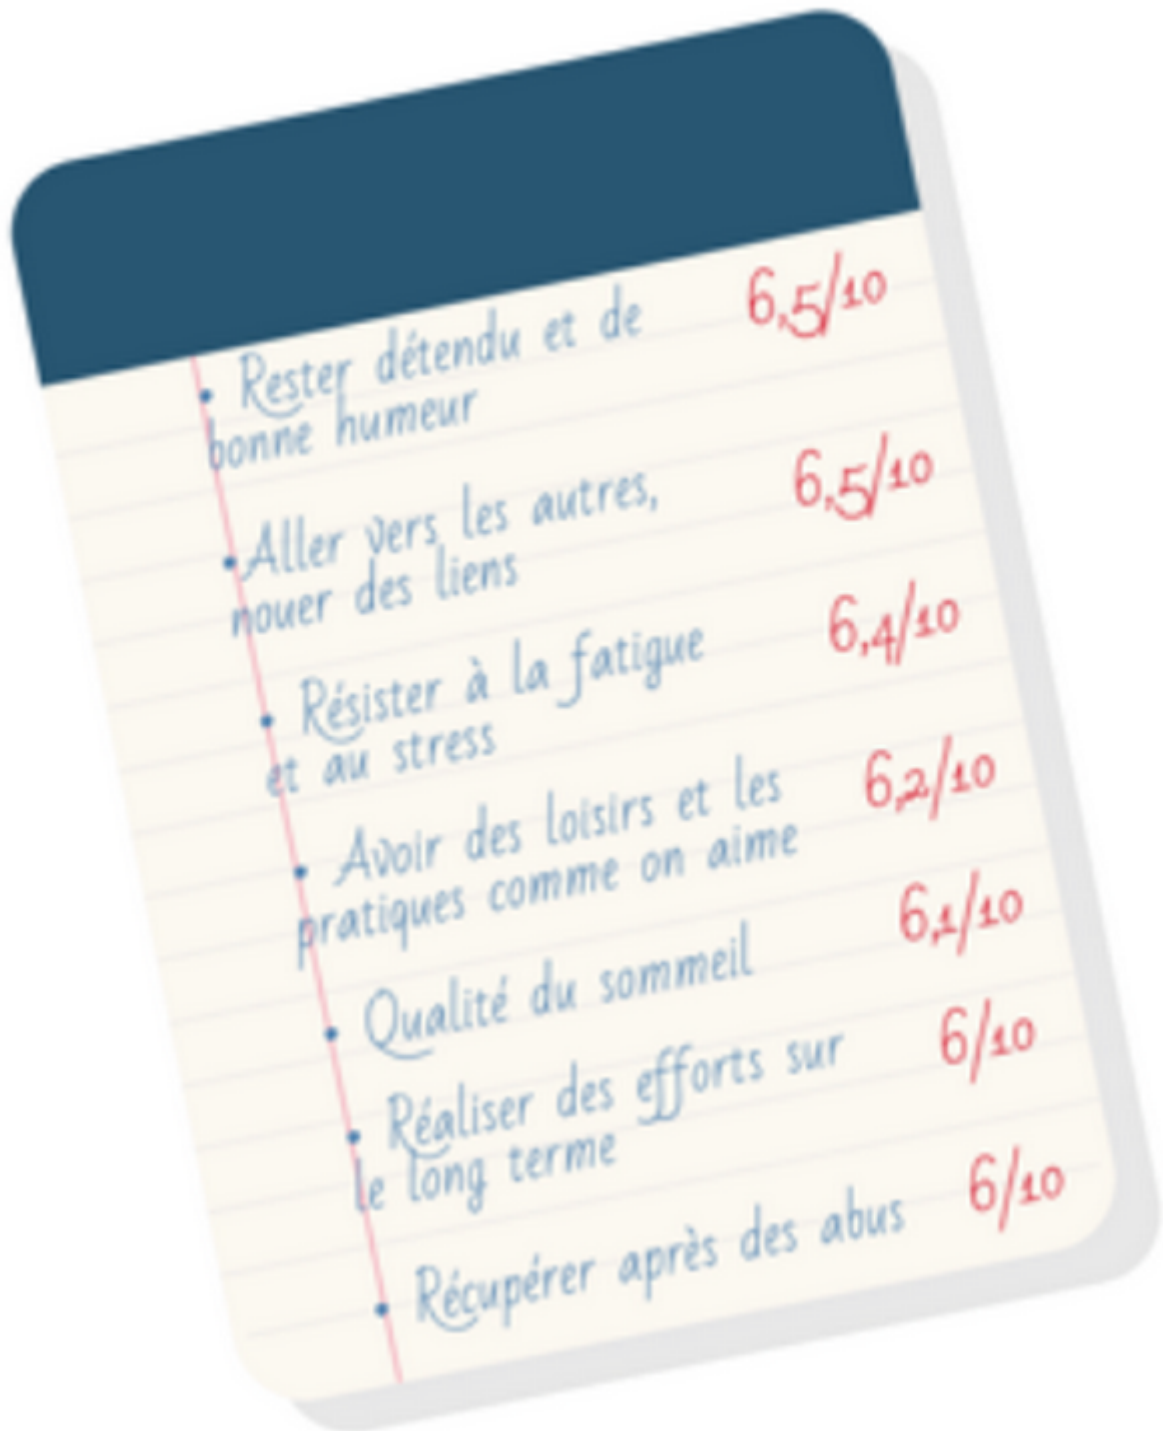 • Rester détendu et de 6,5/10
bonne humeur
• Aller vers les autres, 6,5/10
nouer des liens
• Résister à la fatigue 6,4/10
et au stress
• Avoir des loisirs et les 6,2/10
pratiques comme on aime
• Qualité du sommeil 6,1/10
• Réaliser des efforts sur 6/10
le long terme
• Récupérer après des abus 6/10